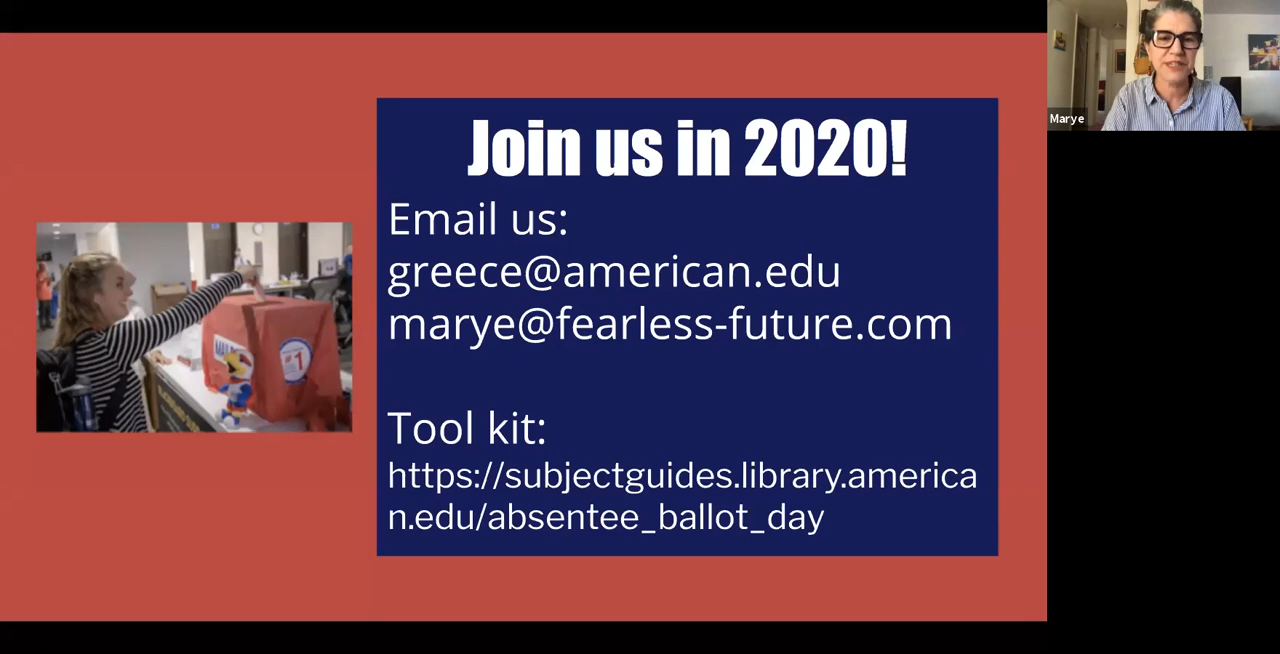 Join us in 2020!
Email us:
greece@american.edu
marye@fearless-future.com
Tool kit:
https://subjectguides.library.america
n.edu/absentee_ballot_day
Marye
#1